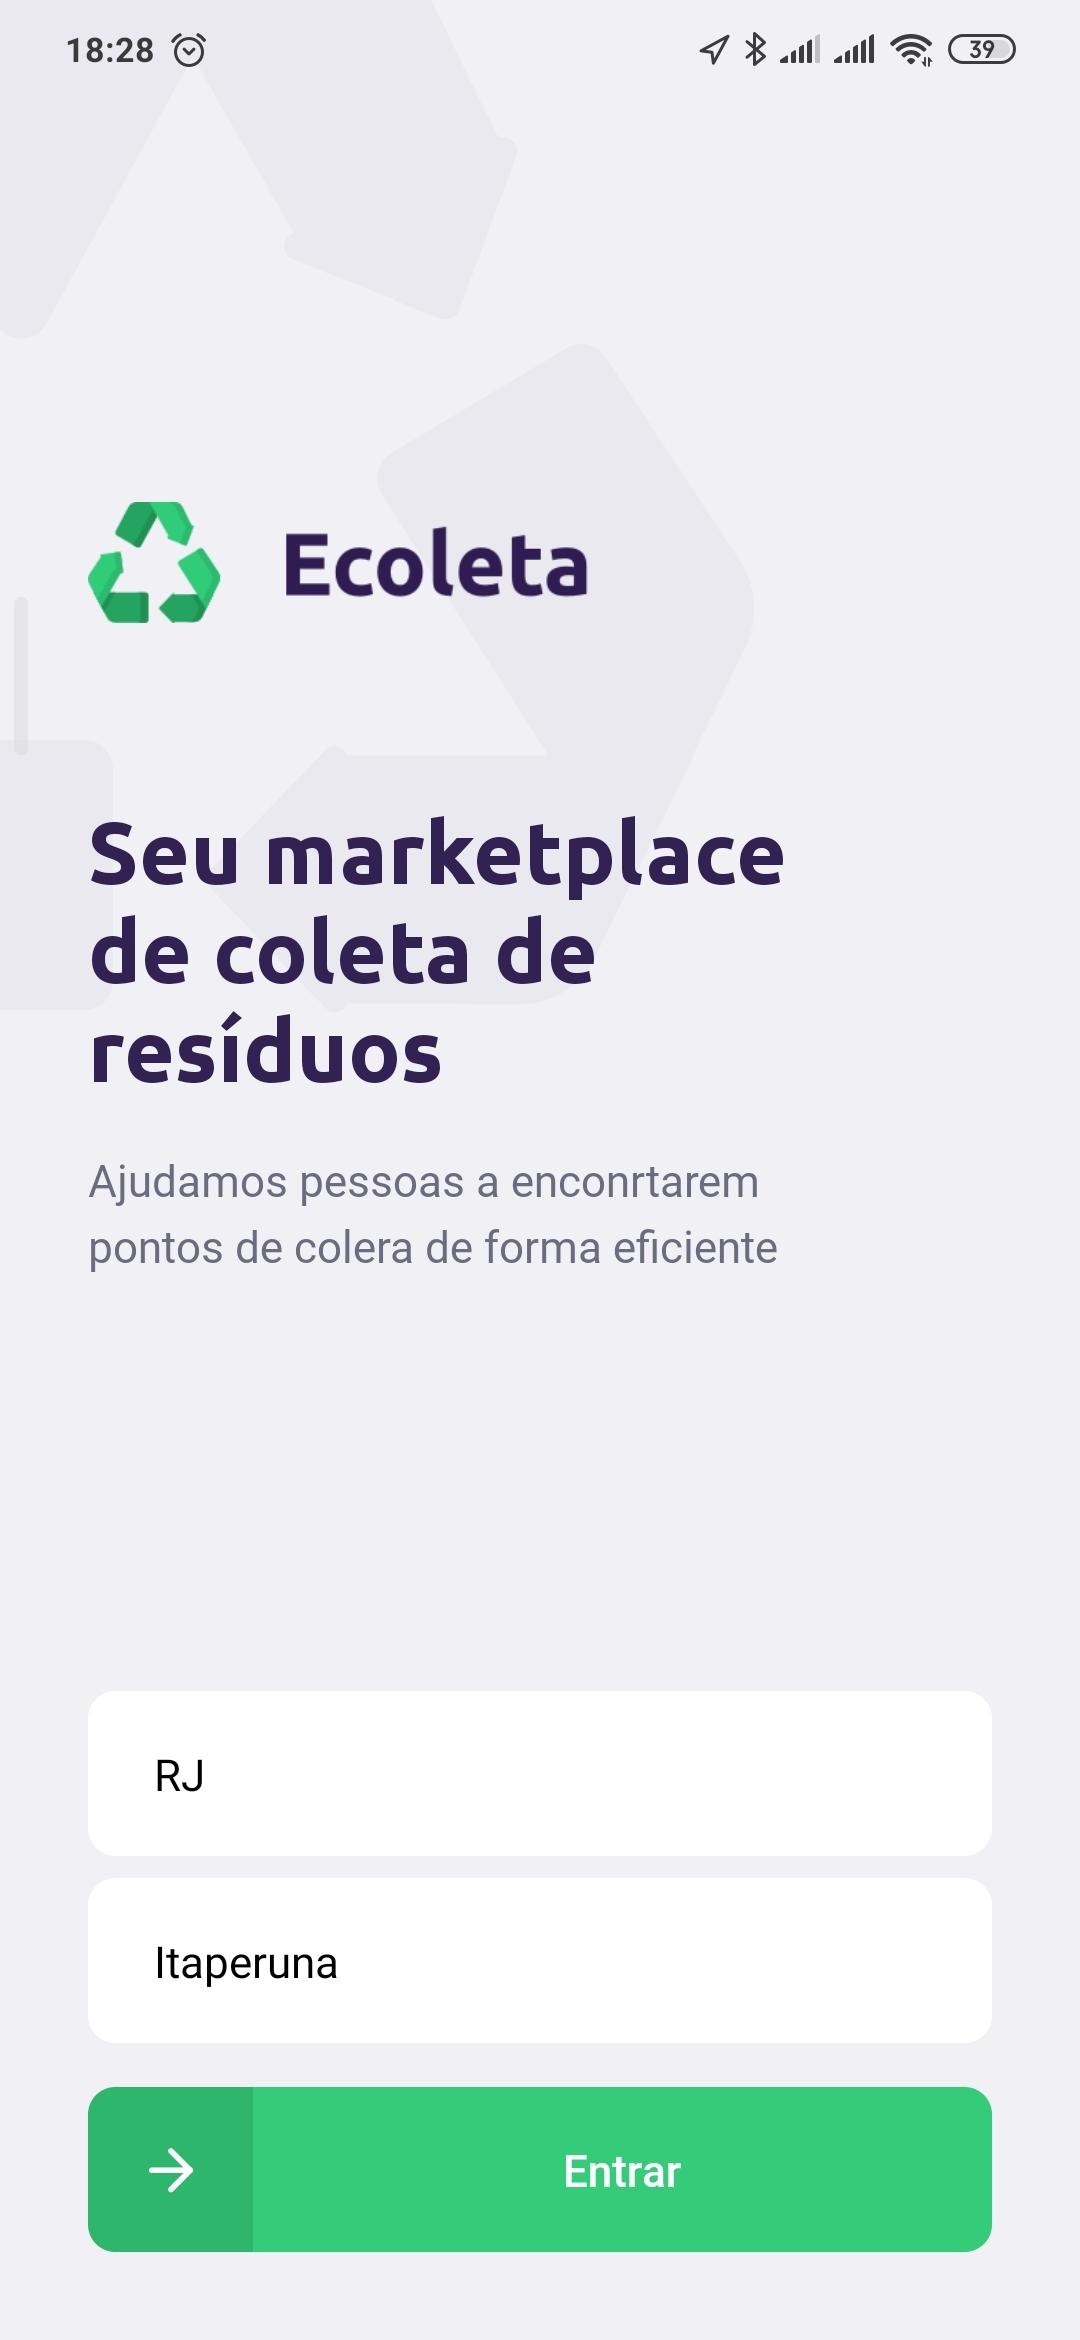 18:28
39
Ecoleta
Seu marketplace
de coleta de
resíduos
Ajudamos pessoas a enconrtarem
pontos de colera de forma eficiente
RJ
Itaperuna
Entrar